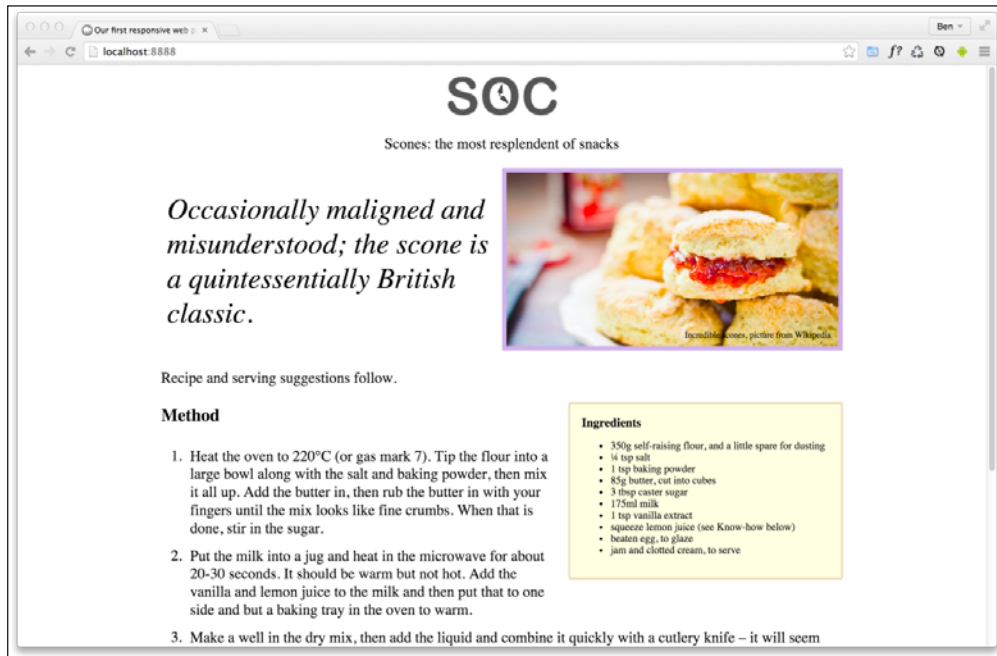 Our first responsive web p
Ben
localhost:8888
f?
SOC
Scones: the most resplendent of snacks
Occasionally maligned and
misunderstood; the scone is
a quintessentially British
classic.
Incredible scones, picture from Wikipedia
Recipe and serving suggestions follow.
Method
1. Heat the oven to 220°C (or gas mark 7). Tip the flour into a
large bowl along with the salt and baking powder, then mix
it all up. Add the butter in, then rub the butter in with your
fingers until the mix looks like fine crumbs. When that is
done, stir in the sugar.
2. Put the milk into a jug and heat in the microwave for about
20-30 seconds. It should be warm but not hot. Add the
vanilla and lemon juice to the milk and then put that to one
side and but a baking tray in the oven to warm.
3. Make a well in the dry mix, then add the liquid and combine it quickly with a cutlery knife – it will seem
Ingredients
• 350g self-raising flour, and a little spare for dusting
• ¼ tsp salt
• 1 tsp baking powder
• 85g butter, cut into cubes
• 3 tbsp caster sugar
• 175ml milk
• 1 tsp vanilla extract
• squeeze lemon juice (see Know-how below)
• beaten egg, to glaze
• jam and clotted cream, to serve